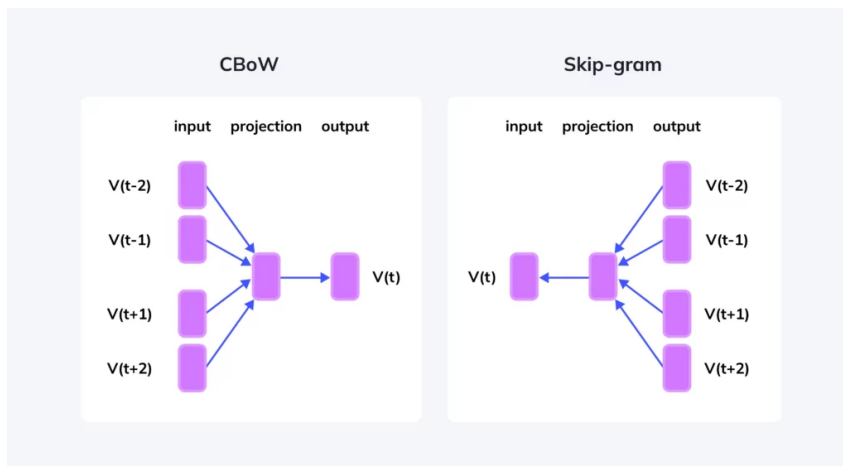 CBoW
input projection output
V(t-2)
V(t-1)
V(t)
V(t+1)
V(t+2)
Skip-gram
input projection output
V(t-2)
V(t-1)
V(t)
V(t+1)
V(t+2)